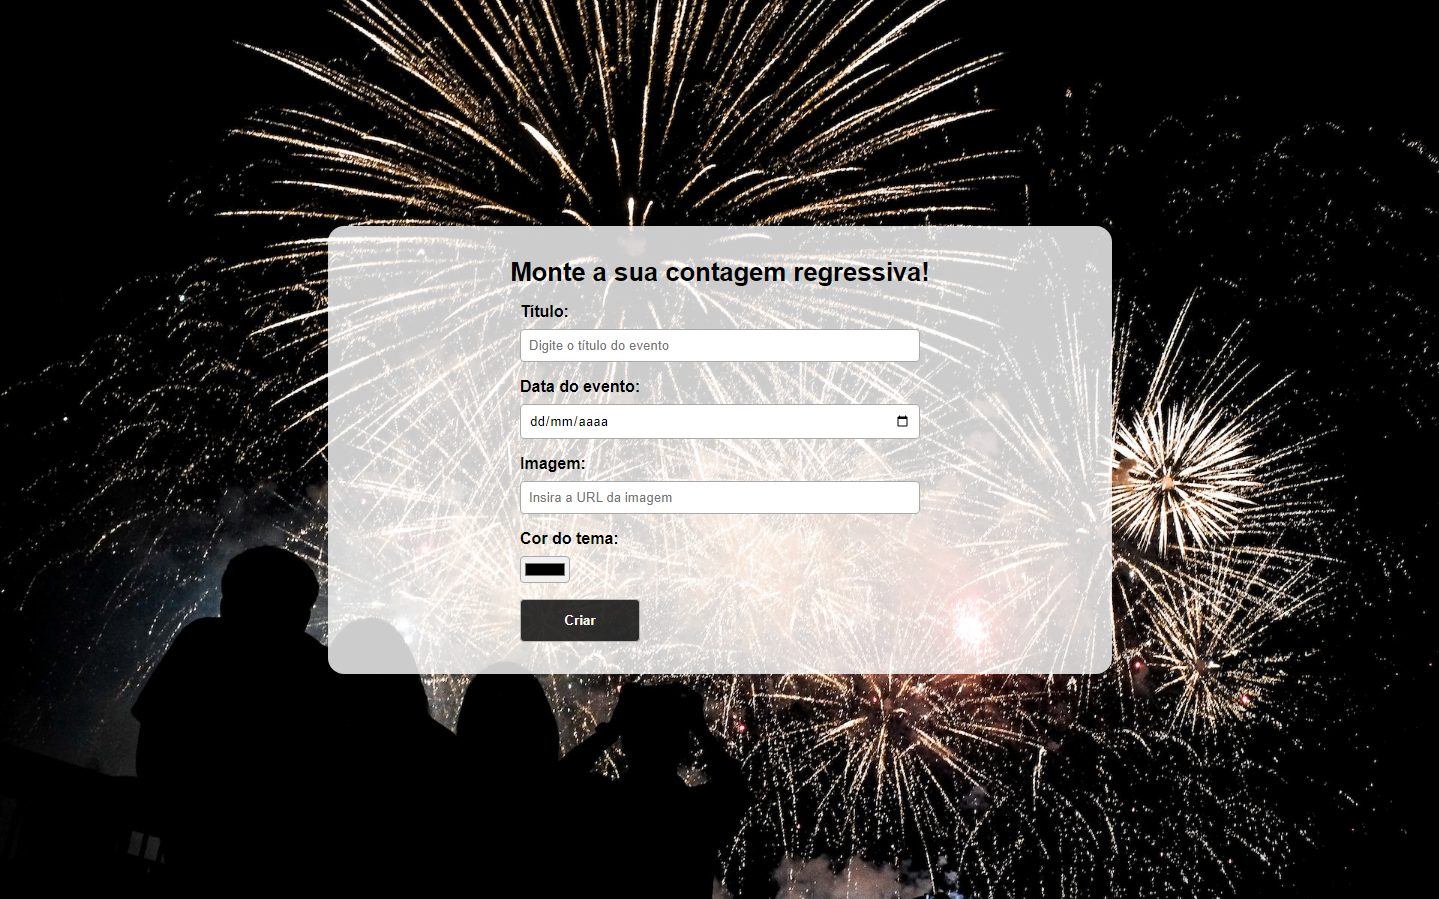 Monte a sua contagem regressiva!
Título:
Digite o título do evento
Data do evento:
dd/mm/aaaa
Imagem:
Insira a URL da imagem
Cor do tema:
Criar